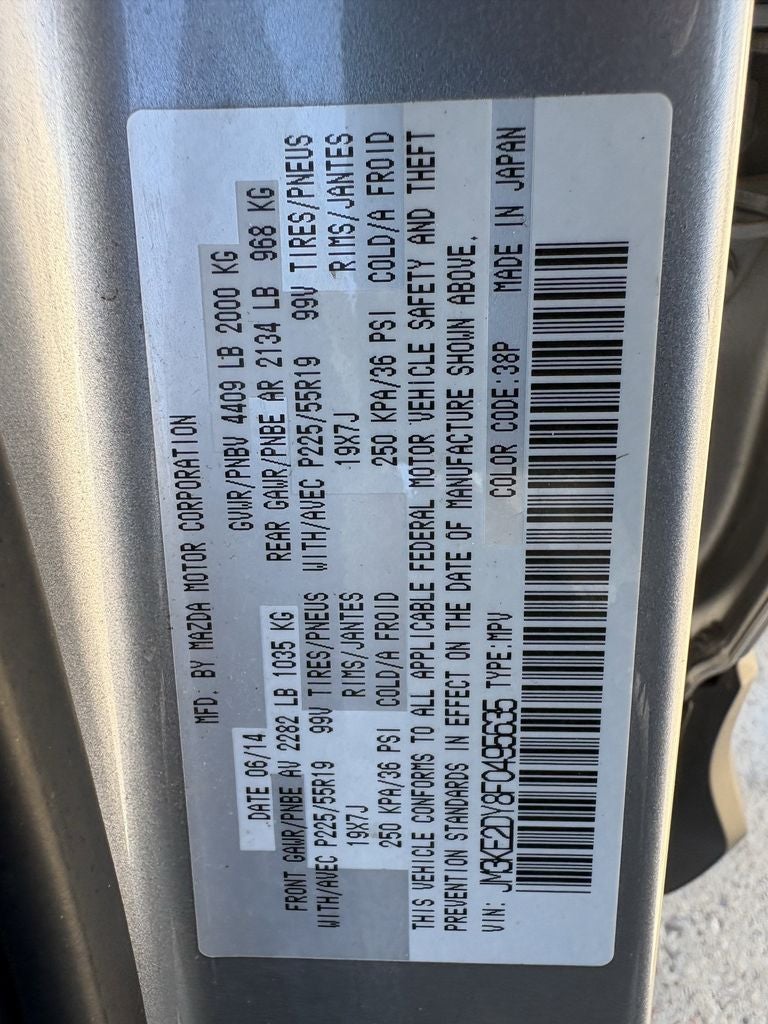 MFD. BY MAZDA MOTOR CORPORATION
DATE 06/14 GVWR/PNBV 4409 LB 2000 KG
FRONT GAWR/PNBE AV 2282 LB 1035 KG REAR GAWR/PNBE AR 2134 LB 968 KG
WITH/AVEC P225/55R19 99V TIRES/PNEUS WITH/AVEC P225/55R19 99V TIRES/PNEUS
19X7J RIMS/JANTES 19X7J RIMS/JANTES
250 KPA/36 PSI COLD/A FROID 250 KPA/36 PSI COLD/A FROID
THIS VEHICLE CONFORMS TO ALL APPLICABLE FEDERAL MOTOR VEHICLE SAFETY AND THEFT
PREVENTION STANDARDS IN EFFECT ON THE DATE OF MANUFACTURE SHOWN ABOVE.
VIN: JM3KE2DY8F0495635 TYPE:MPV COLOR CODE:38P MADE IN JAPAN